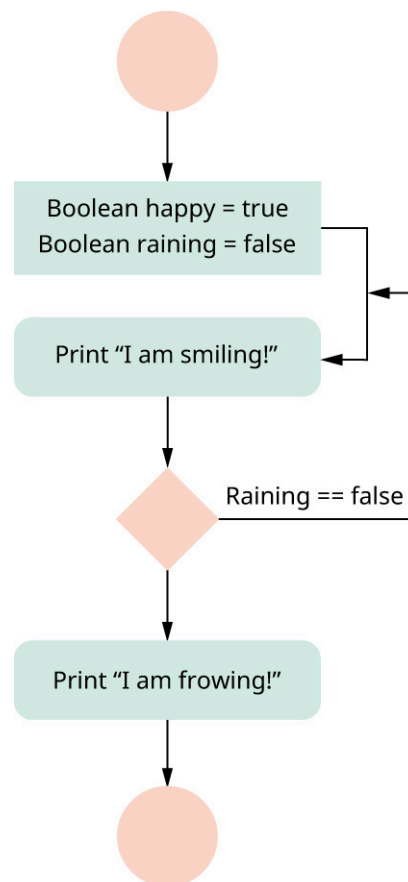 Boolean happy = true
Boolean raining = false
Print “I am smiling!”
Raining == false
Print “I am frowing!”